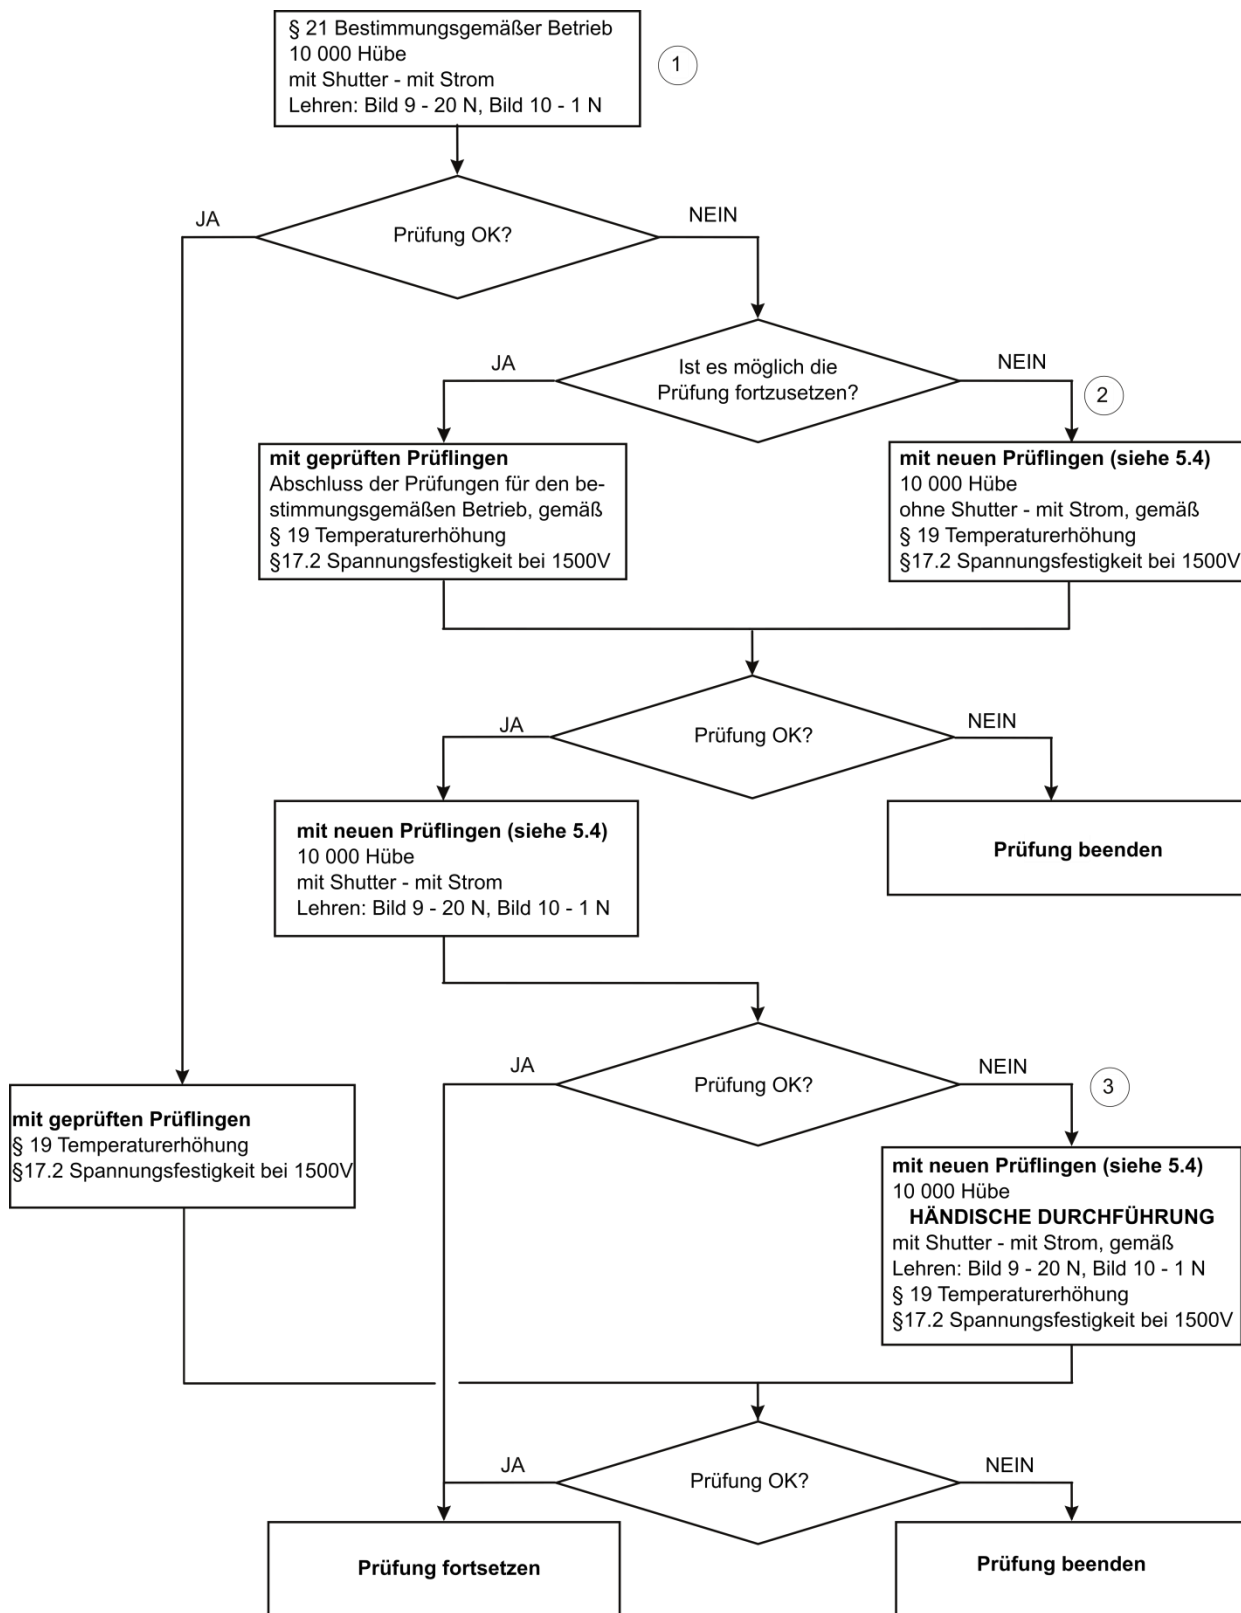 § 21 Bestimmungsgemäßer Betrieb
10 000 Hübe
mit Shutter - mit Strom
Lehren: Bild 9 - 20 N, Bild 10 - 1 N
1
JA
NEIN
Prüfung OK?
JA
NEIN
Ist es möglich die
Prüfung fortzusetzen?
2
mit geprüften Prüflingen
Abschluss der Prüfungen für den be-
stimmungsgemäßen Betrieb, gemäß
§ 19 Temperaturerhöhung
§17.2 Spannungsfestigkeit bei 1500V
mit neuen Prüflingen (siehe 5.4)
10 000 Hübe
ohne Shutter - mit Strom, gemäß
§ 19 Temperaturerhöhung
§17.2 Spannungsfestigkeit bei 1500V
JA
NEIN
Prüfung OK?
mit neuen Prüflingen (siehe 5.4)
10 000 Hübe
mit Shutter - mit Strom
Lehren: Bild 9 - 20 N, Bild 10 - 1 N
Prüfung beenden
JA
NEIN
Prüfung OK?
3
mit geprüften Prüflingen
§ 19 Temperaturerhöhung
§17.2 Spannungsfestigkeit bei 1500V
mit neuen Prüflingen (siehe 5.4)
10 000 Hübe
HÄNDISCHE DURCHFÜHRUNG
mit Shutter - mit Strom, gemäß
Lehren: Bild 9 - 20 N, Bild 10 - 1 N
§ 19 Temperaturerhöhung
§17.2 Spannungsfestigkeit bei 1500V
JA
NEIN
Prüfung OK?
Prüfung fortsetzen
Prüfung beenden